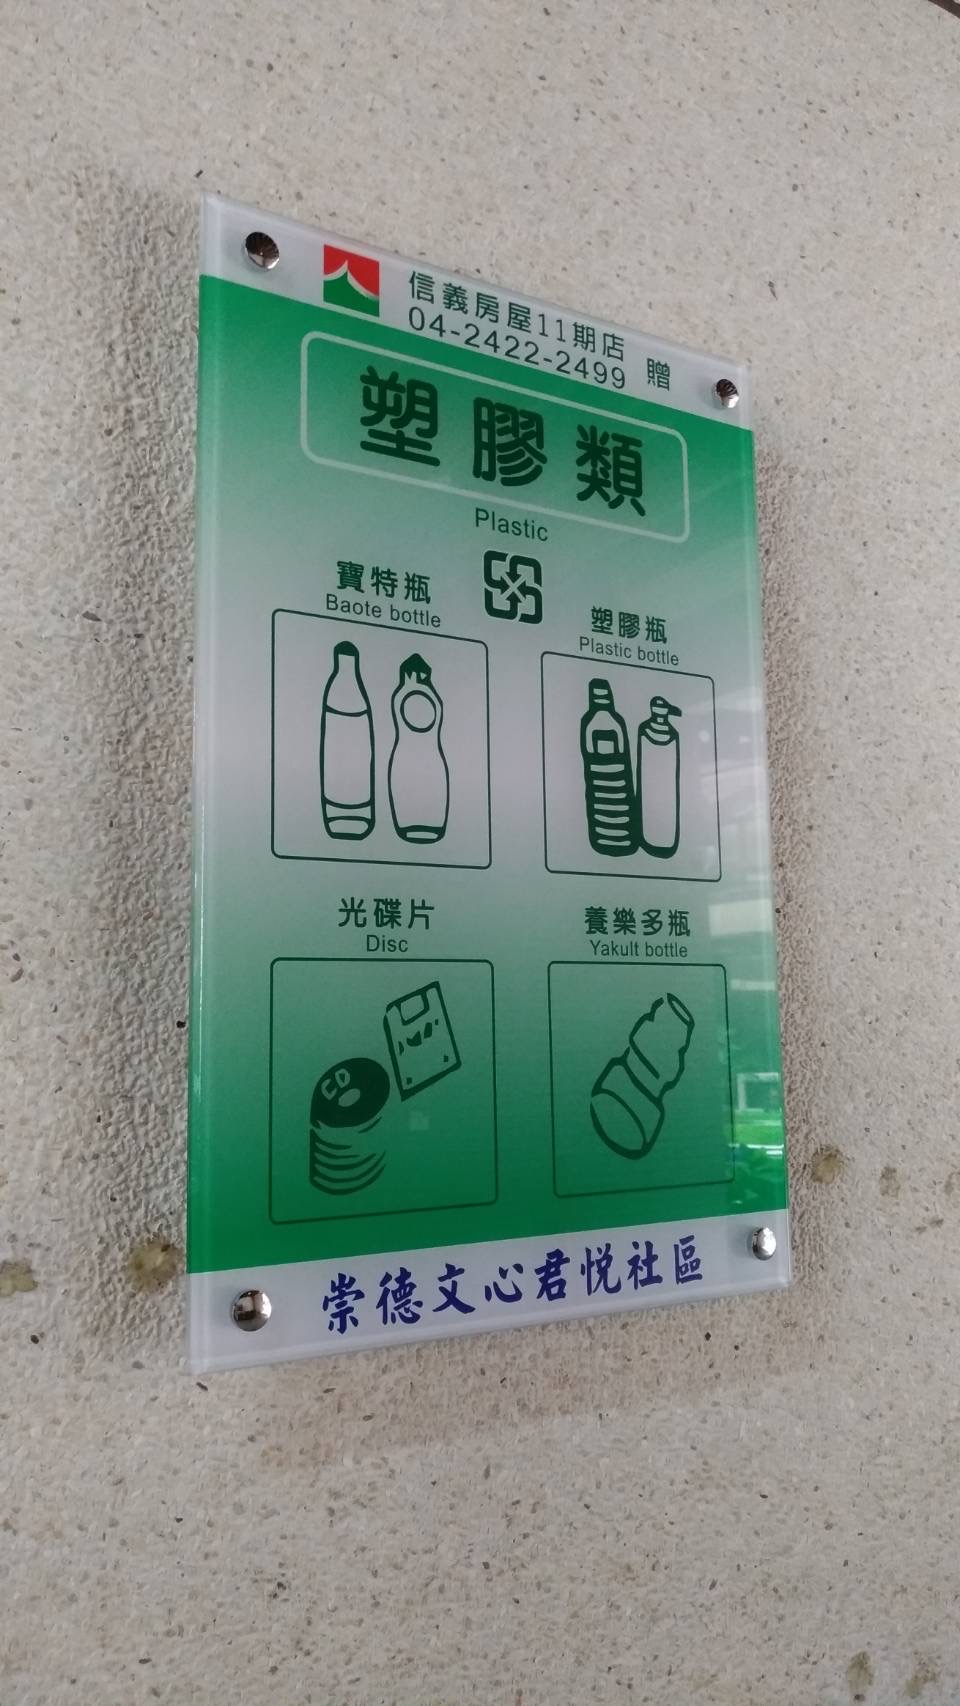 信義房屋11期店
04-2422-2499 贈
塑膠類
Plastic
寶特瓶
Baote bottle
塑膠瓶
Plastic bottle
光碟片
Disc
養樂多瓶
Yakult bottle
CD
崇德文心君悦社區